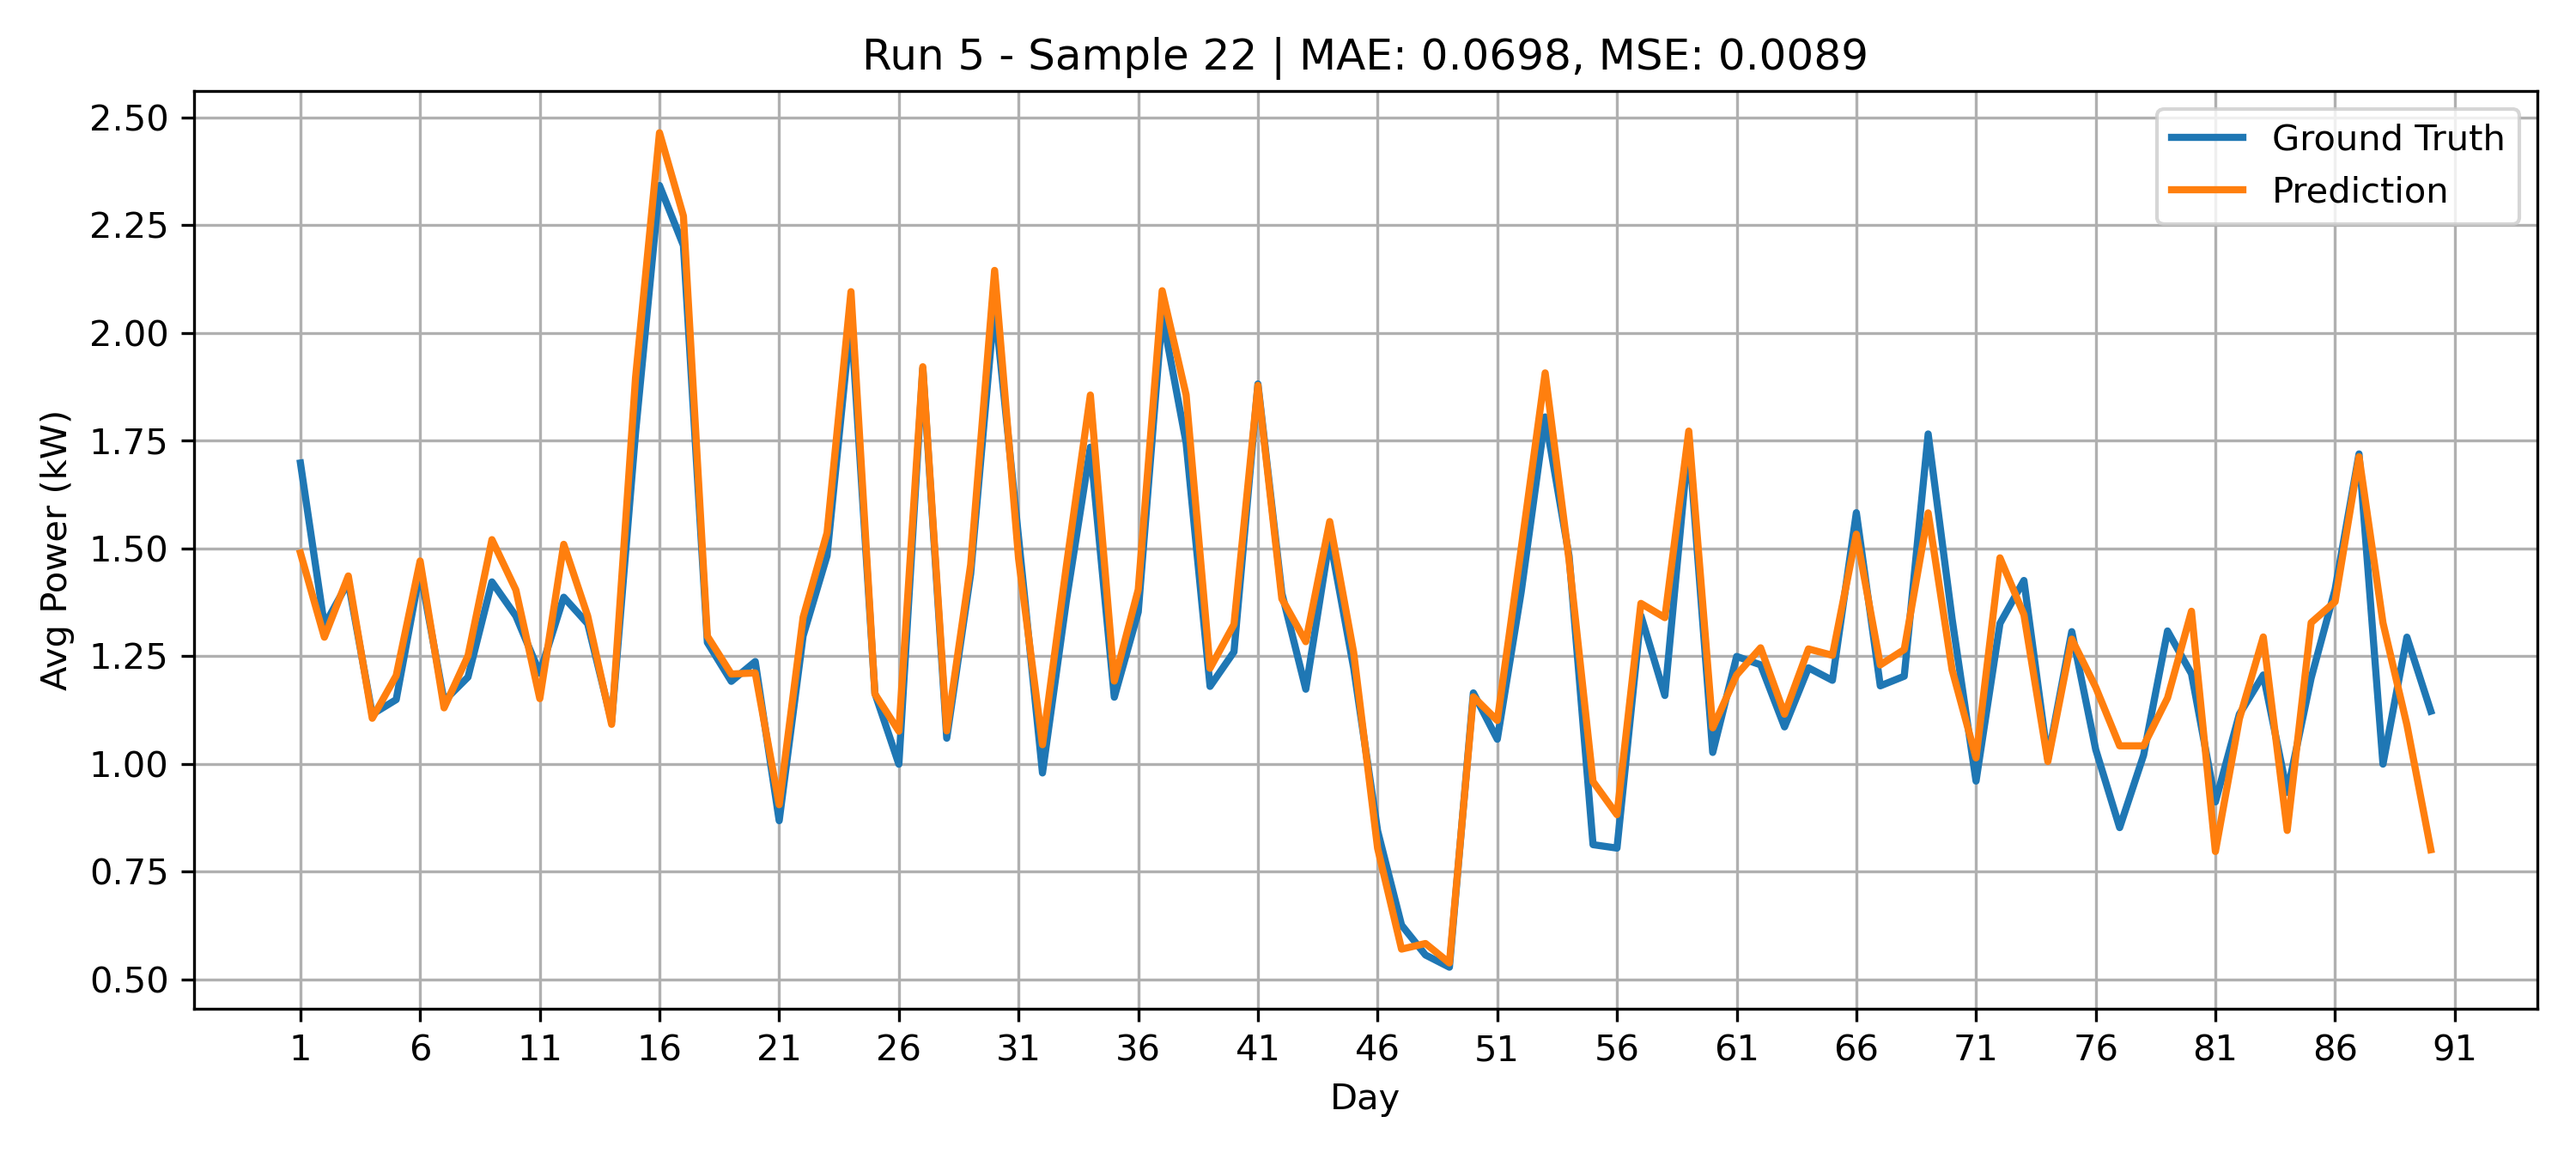 Run 5 - Sample 22 | MAE: 0.0698, MSE: 0.0089
Ground Truth
Prediction
2.50
2.25
2.00
1.75
1.50
1.25
1.00
0.75
0.50
Avg Power (kW)
1 6 11 16 21 26 31 36 41 46 51 56 61 66 71 76 81 86 91
Day